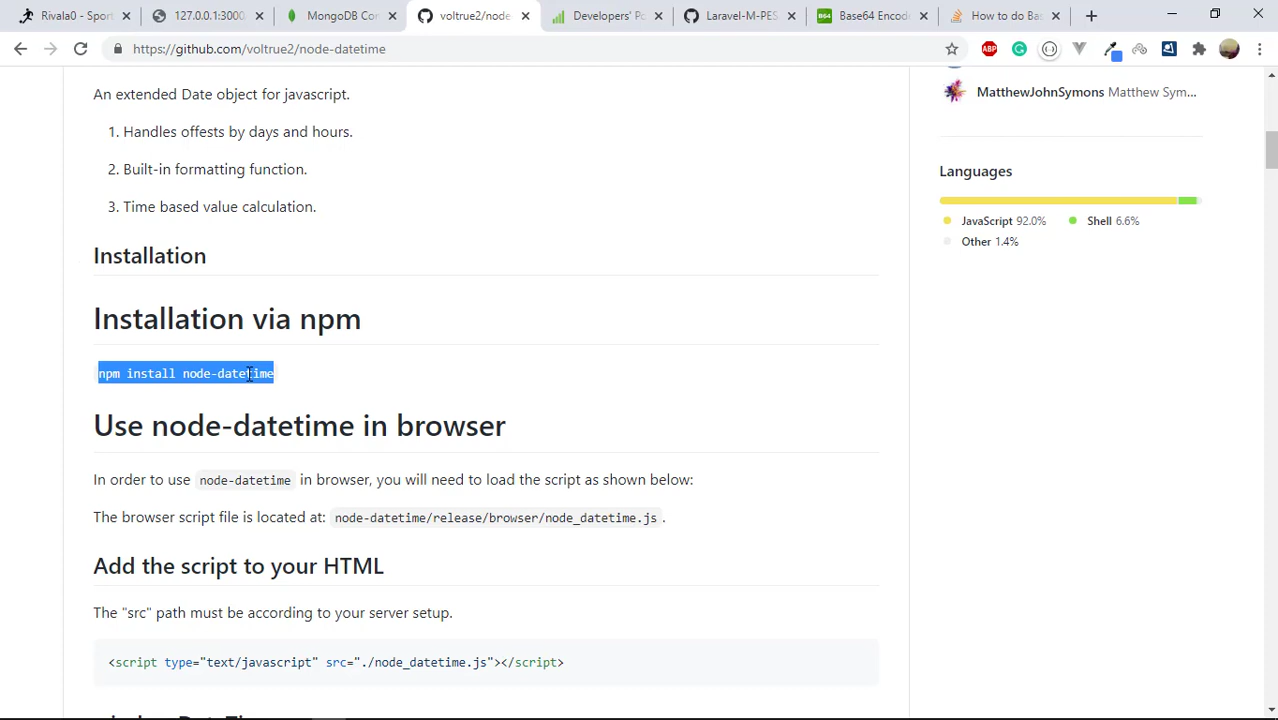 Rivala0 - Sport
127.0.0.1:3000
MongoDB Con
voltrue2/node
Developers' Po
Laravel-M-PES
Base64 Encod
How to do Bas
https://github.com/voltrue2/node-datetime
ABP
An extended Date object for javascript.
1. Handles offests by days and hours.
2. Built-in formatting function.
3. Time based value calculation.
Installation
Installation via npm
npm install node-datetime
Use node-datetime in browser
In order to use node-datetime in browser, you will need to load the script as shown below:
The browser script file is located at: node-datetime/release/browser/node_datetime.js.
Add the script to your HTML
The "src" path must be according to your server setup.
<script type="text/javascript" src="./node_datetime.js"></script>
MatthewJohnSymons Matthew Sym...
Languages
JavaScript 92.0% Shell 6.6%
Other 1.4%